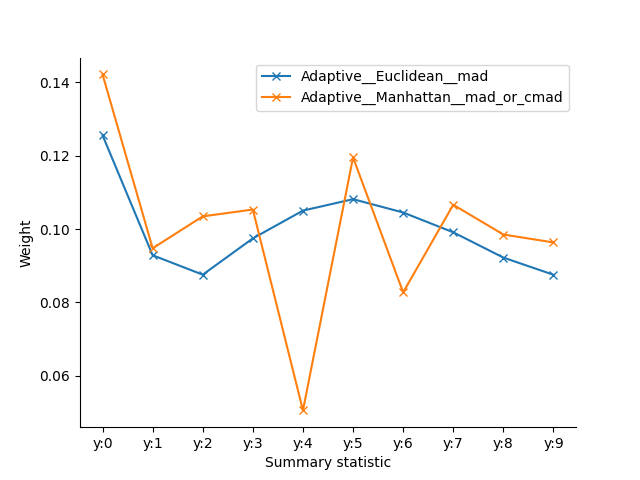 Adaptive__Euclidean__mad
Adaptive__Manhattan__mad_or_cmad
0.14
0.12
0.10
0.08
0.06
Weight
y:0 y:1 y:2 y:3 y:4 y:5 y:6 y:7 y:8 y:9
Summary statistic